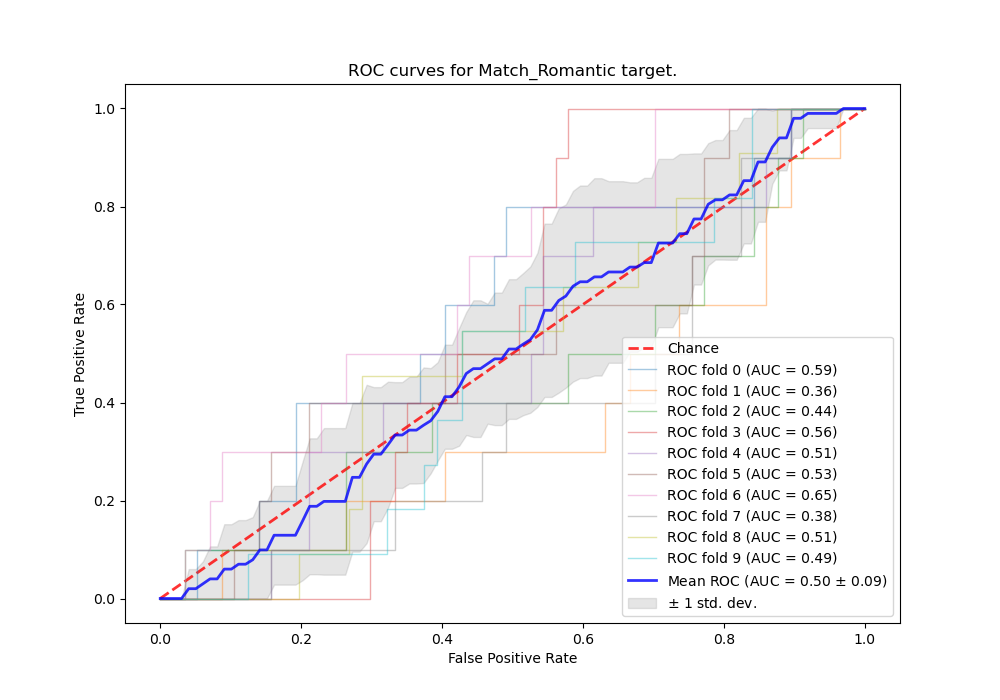 ROC curves for Match_Romantic target.
True Positive Rate
1.0
0.8
0.6
0.4
0.2
0.0
0.0 0.2 0.4 0.6 0.8 1.0
False Positive Rate
Chance
ROC fold 0 (AUC = 0.59)
ROC fold 1 (AUC = 0.36)
ROC fold 2 (AUC = 0.44)
ROC fold 3 (AUC = 0.56)
ROC fold 4 (AUC = 0.51)
ROC fold 5 (AUC = 0.53)
ROC fold 6 (AUC = 0.65)
ROC fold 7 (AUC = 0.38)
ROC fold 8 (AUC = 0.51)
ROC fold 9 (AUC = 0.49)
Mean ROC (AUC = 0.50 ± 0.09)
± 1 std. dev.